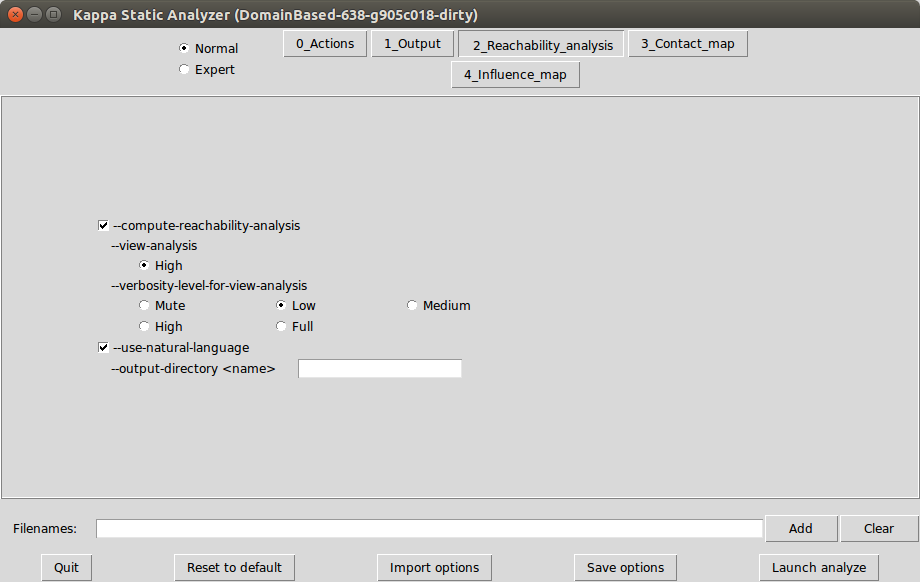 Kappa Static Analyzer (DomainBased-638-g905c018-dirty)
Normal
0_Actions 1_Output 2_Reachability_analysis 3_Contact_map
Expert
4_Influence_map
--compute-reachability-analysis
--view-analysis
High
--verbosity-level-for-view-analysis
Mute Low Medium
High Full
--use-natural-language
--output-directory <name>
Filenames: Add Clear
Quit Reset to default Import options Save options Launch analyze